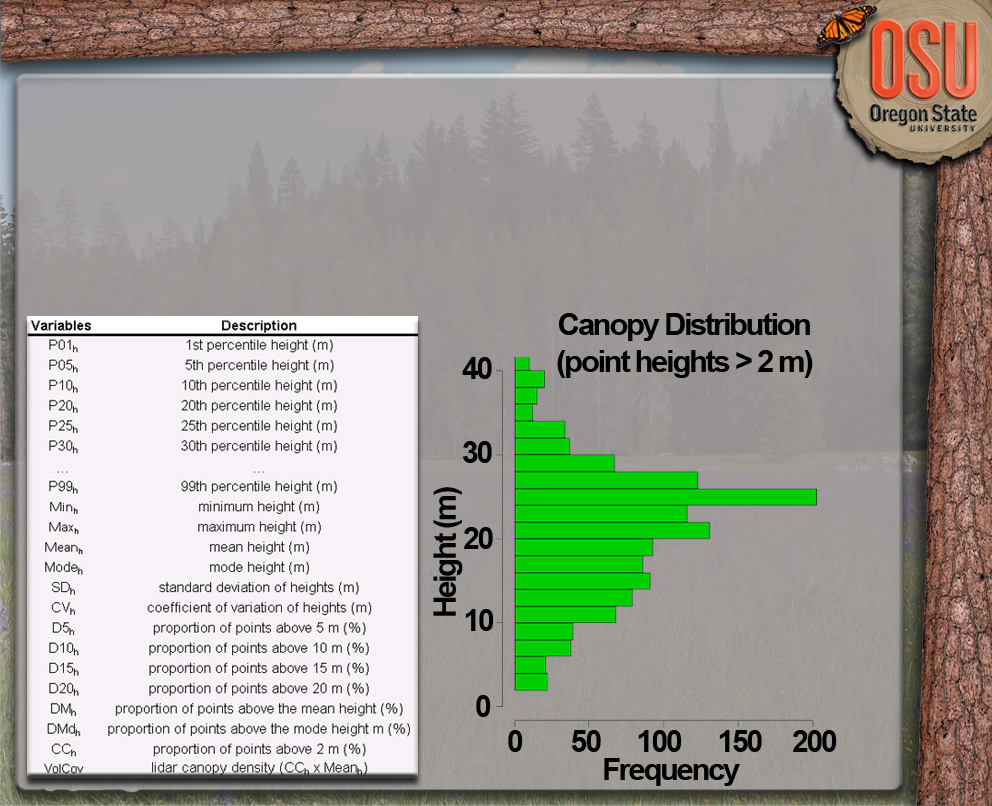 OSU
Oregon State
UNIVERSITY
Variables Description
P01h 1st percentile height (m)
P05h 5th percentile height (m)
P10h 10th percentile height (m)
P20h 20th percentile height (m)
P25h 25th percentile height (m)
P30h 30th percentile height (m)
... ...
P99h 99th percentile height (m)
Minh minimum height (m)
Maxh maximum height (m)
Meanh mean height (m)
Modeh mode height (m)
SDh standard deviation of heights (m)
CVh coefficient of variation of heights (m)
D5h proportion of points above 5 m (%)
D10h proportion of points above 10 m (%)
D15h proportion of points above 15 m (%)
D20h proportion of points above 20 m (%)
DMh proportion of points above the mean height (%)
DMdh proportion of points above the mode height m (%)
CCh proportion of points above 2 m (%)
VolCov lidar canopy density (CCh x Meanh)
Canopy Distribution
(point heights > 2 m)
Height (m)
40
30
20
10
0
0 50 100 150 200
Frequency